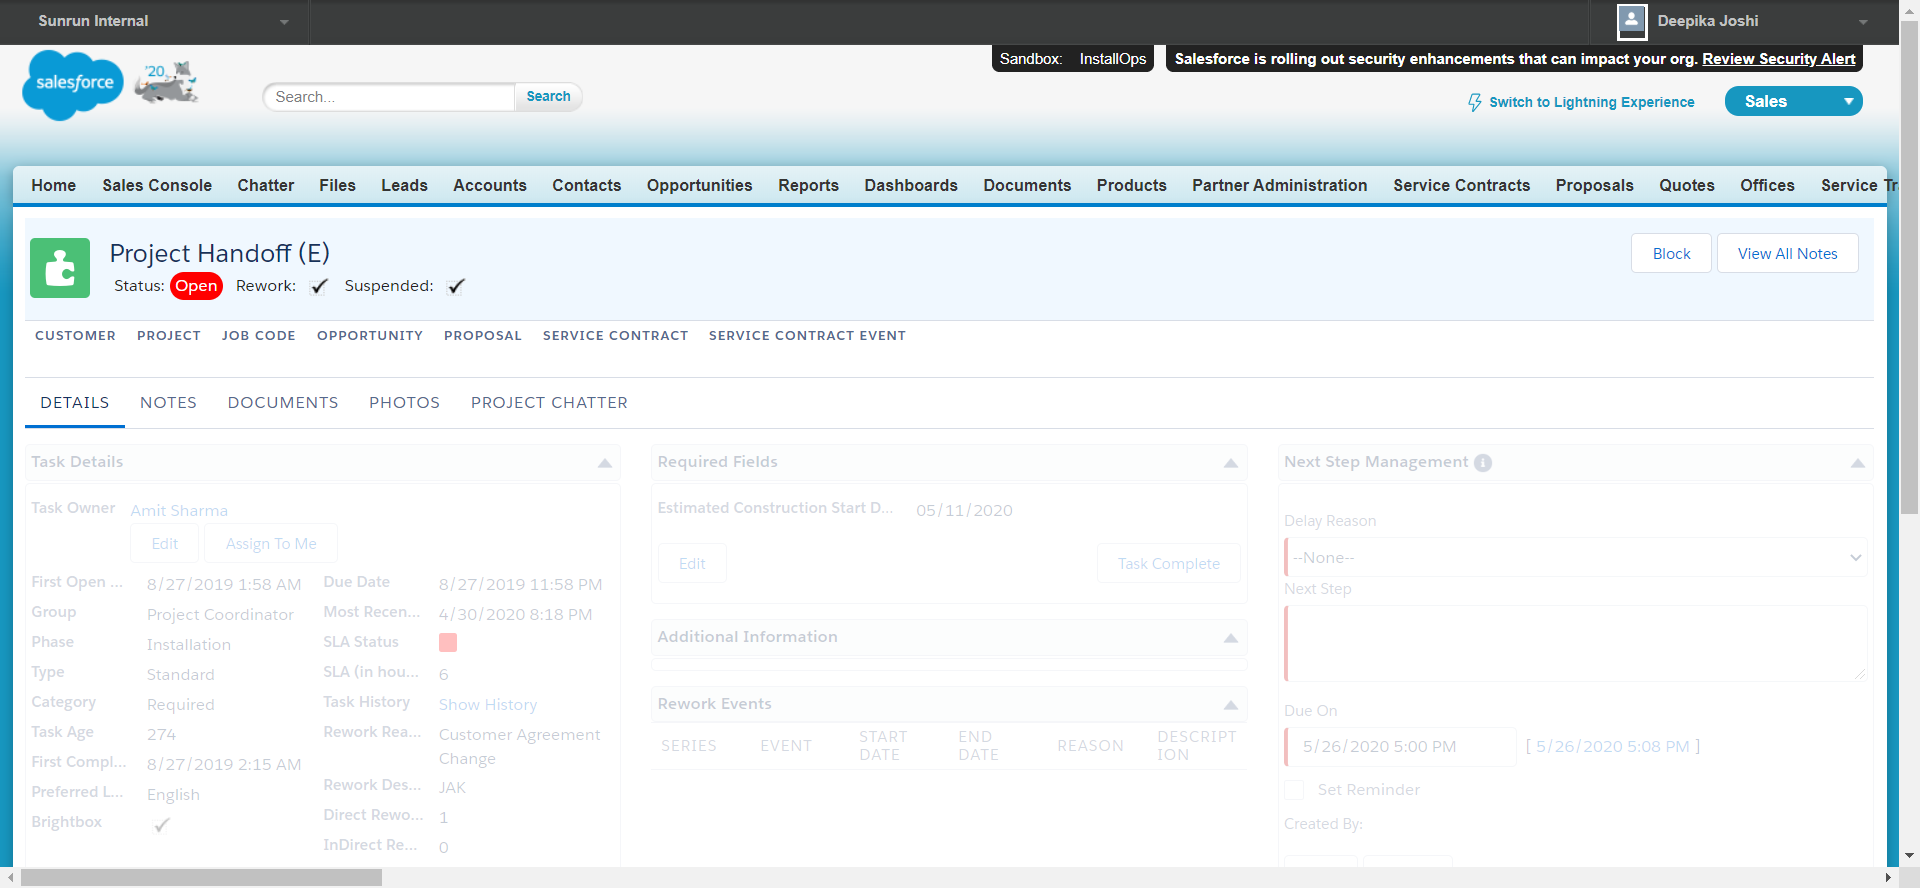 Sunrun Internal
Deepika Joshi
salesforce
'20
Search...
Search
Sandbox: InstallOps
Salesforce is rolling out security enhancements that can impact your org. Review Security Alert
Switch to Lightning Experience
Sales
Home Sales Console Chatter Files Leads Accounts Contacts Opportunities Reports Dashboards Documents Products Partner Administration Service Contracts Proposals Quotes Offices Service Tr
Project Handoff (E)
Status: Open Rework: Suspended:
Block
View All Notes
CUSTOMER PROJECT JOB CODE OPPORTUNITY PROPOSAL SERVICE CONTRACT SERVICE CONTRACT EVENT
DETAILS NOTES DOCUMENTS PHOTOS PROJECT CHATTER
Task Details
Task Owner Amit Sharma
Edit
Assign To Me
First Open ... 8/27/2019 1:58 AM
Group Project Coordinator
Phase Installation
Type Standard
Category Required
Task Age 274
First Compl... 8/27/2019 2:15 AM
Preferred L... English
Brightbox
Due Date 8/27/2019 11:58 PM
Most Recen... 4/30/2020 8:18 PM
SLA Status
SLA (in hou... 6
Task History Show History
Rework Rea... Customer Agreement
Change
Rework Des... JAK
Direct Rewo... 1
InDirect Re... 0
Required Fields
Estimated Construction Start D... 05/11/2020
Edit
Task Complete
Additional Information
Rework Events
SERIES EVENT START DATE END DATE REASON DESCRIPT
ION
Next Step Management
Delay Reason
--None--
Next Step
Due On
5/26/2020 5:00 PM [ 5/26/2020 5:08 PM ]
Set Reminder
Created By: